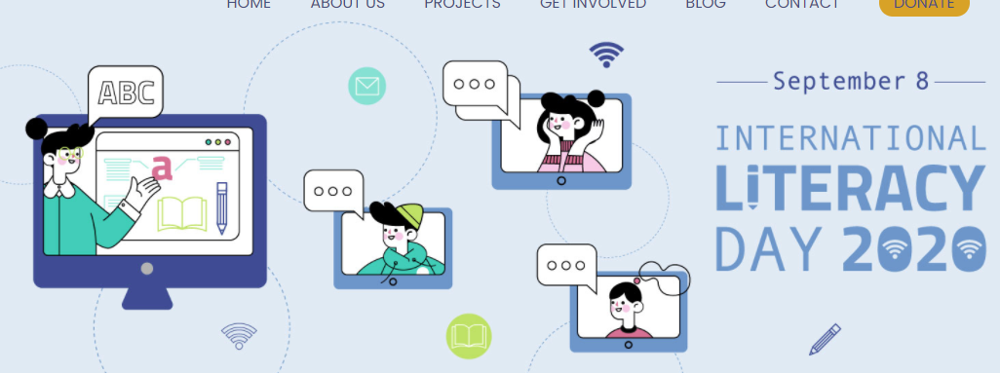 HOME ABOUT US PROJECTS GET INVOLVED BLOG CONTACT DONATE
September 8
INTERNATIONAL
LiTERACY
DAY 2020
ABC
a